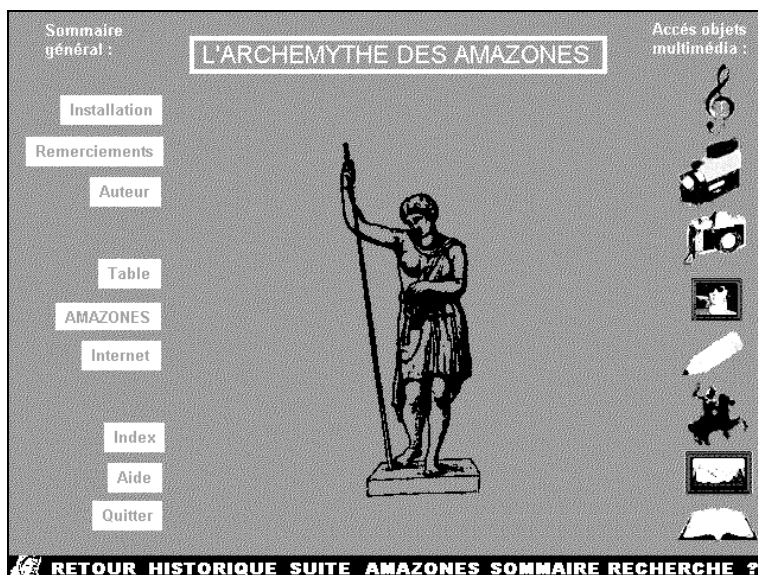 Sommaire
général :
L'ARCHEMYTHE DES AMAZONES
Accés objets
multimédia :
Installation
Remerciements
Auteur
Table
AMAZONES
Internet
Index
Aide
Quitter
RETOUR HISTORIQUE SUITE AMAZONES SOMMAIRE RECHERCHE ?